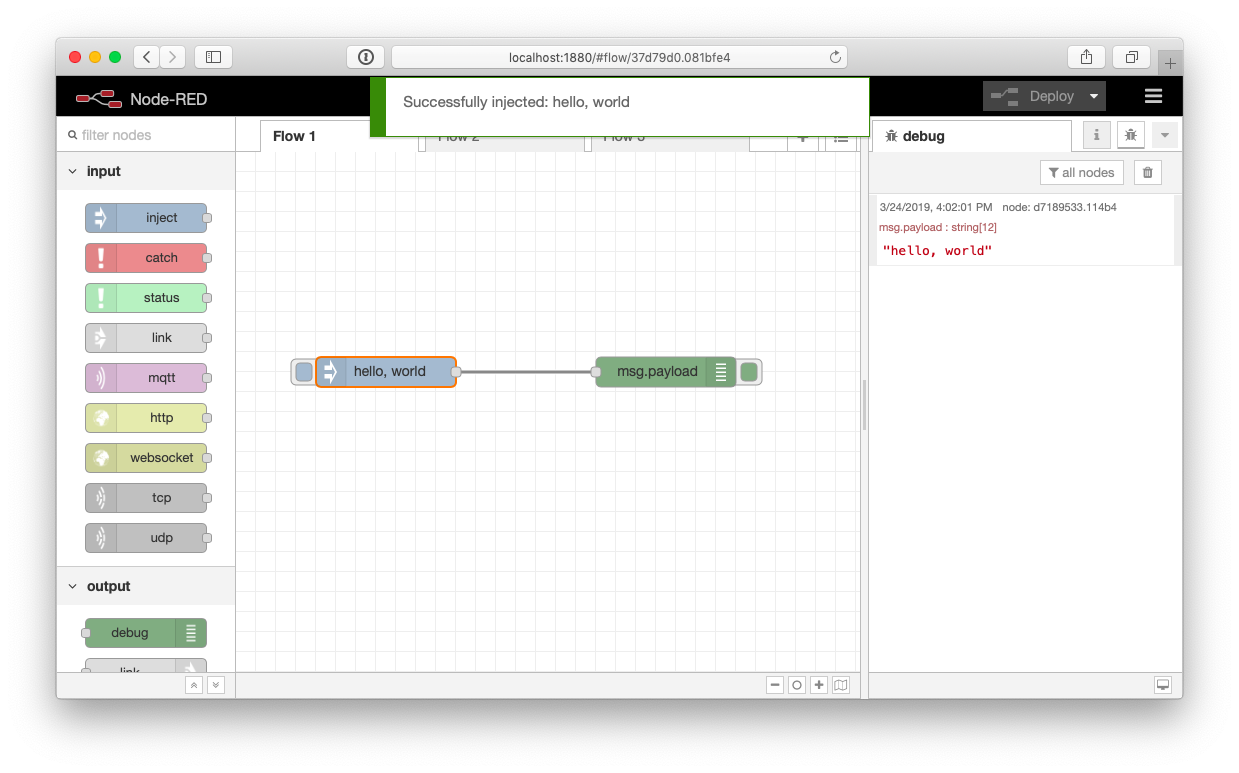 localhost:1880/#flow/37d79d0.081bfe4
Node-RED
Successfully injected: hello, world
Deploy
filter nodes
Flow 1
Flow 2
Flow 3
debug
input
all nodes
inject
catch
status
link
mqtt
http
websocket
tcp
udp
output
debug
link
hello, world
msg.payload
3/24/2019, 4:02:01 PM node: d7189533.114b4
msg.payload : string[12]
"hello, world"